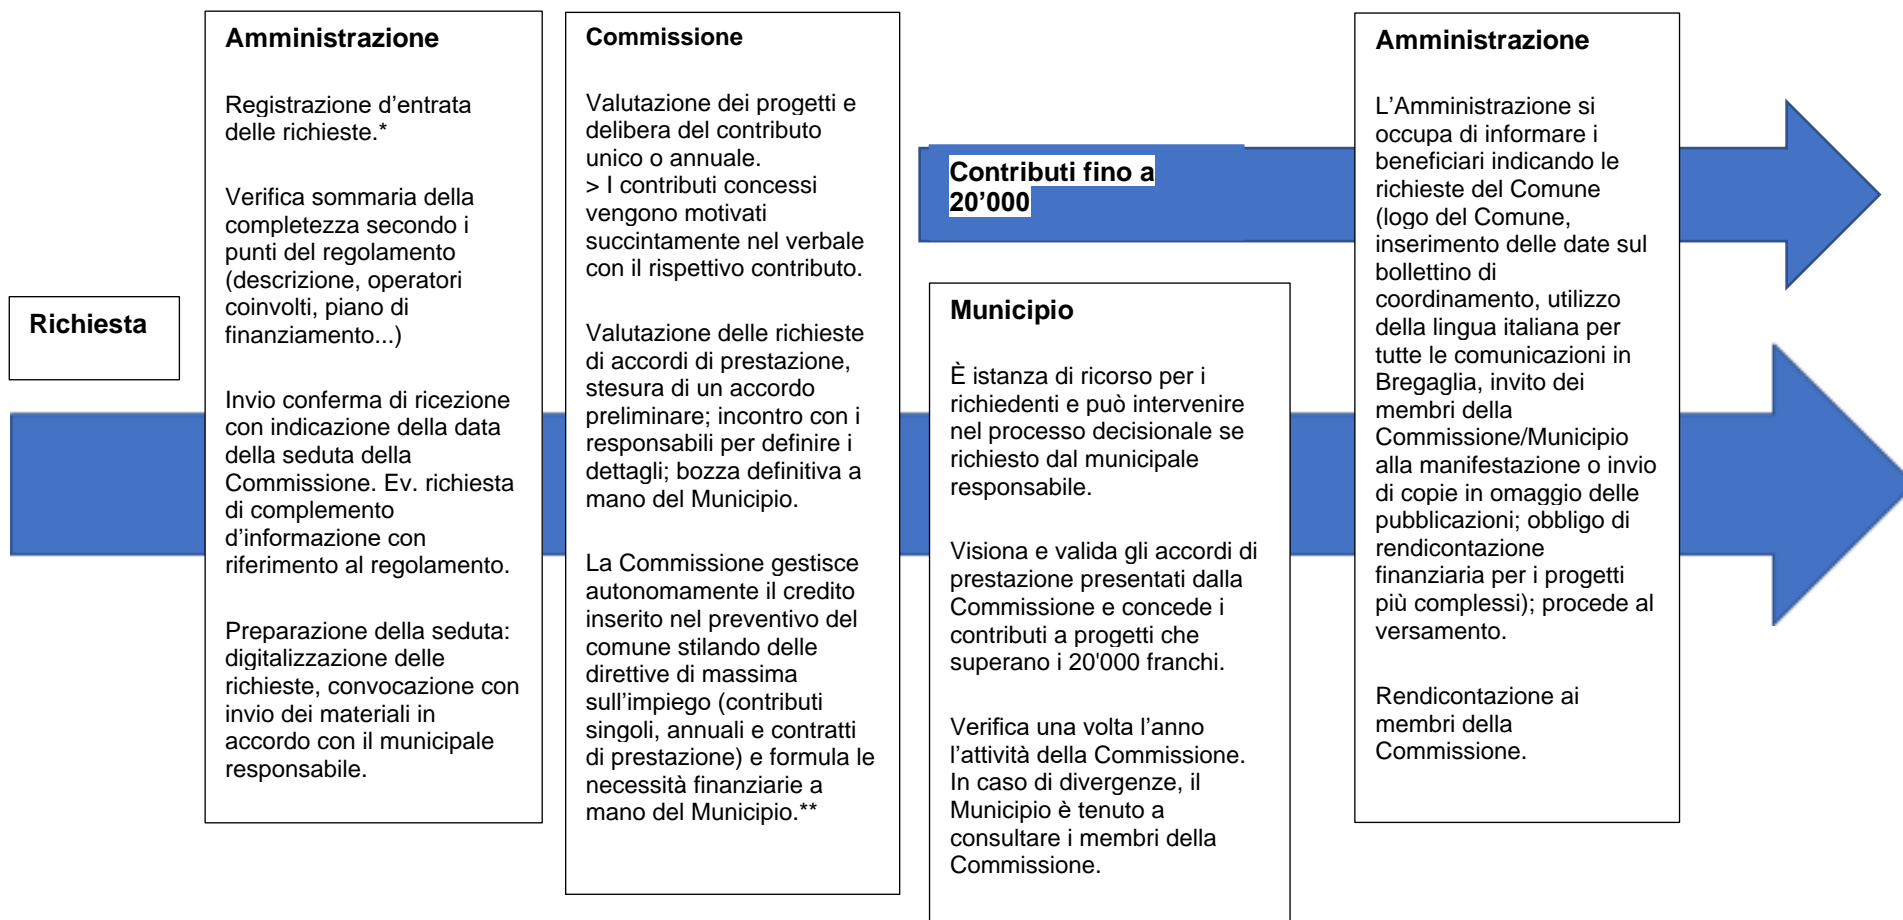 Richiesta
Amministrazione
Registrazione d’entrata
delle richieste.*
Verifica sommaria della
completezza secondo i
punti del regolamento
(descrizione, operatori
coinvolti, piano di
finanziamento...)
Invio conferma di ricezione
con indicazione della data
della seduta della
Commissione. Ev. richiesta
di complemento
d’informazione con
riferimento al regolamento.
Preparazione della seduta:
digitalizzazione delle
richieste, convocazione con
invio dei materiali in
accordo con il municipale
responsabile.
Commissione
Valutazione dei progetti e
delibera del contributo
unico o annuale.
> I contributi concessi
vengono motivati
succintamente nel verbale
con il rispettivo contributo.
Valutazione delle richieste
di accordi di prestazione,
stesura di un accordo
preliminare; incontro con i
responsabili per definire i
dettagli; bozza definitiva a
mano del Municipio.
La Commissione gestisce
autonomamente il credito
inserito nel preventivo del
comune stilando delle
direttive di massima
sull’impiego (contributi
singoli, annuali e contratti
di prestazione) e formula le
necessità finanziarie a
mano del Municipio.**
Contributi fino a
20’000
Municipio
È istanza di ricorso per i
richiedenti e può intervenire
nel processo decisionale se
richiesto dal municipale
responsabile.
Visiona e valida gli accordi di
prestazione presentati dalla
Commissione e concede i
contributi a progetti che
superano i 20'000 franchi.
Verifica una volta l’anno
l’attività della Commissione.
In caso di divergenze, il
Municipio è tenuto a
consultare i membri della
Commissione.
Amministrazione
L’Amministrazione si
occupa di informare i
beneficiari indicando le
richieste del Comune
(logo del Comune,
inserimento delle date sul
bollettino di
coordinamento, utilizzo
della lingua italiana per
tutte le comunicazioni in
Bregaglia, invito dei
membri della
Commissione/Municipio
alla manifestazione o invio
di copie in omaggio delle
pubblicazioni; obbligo di
rendicontazione
finanziaria per i progetti
più complessi); procede al
versamento.
Rendicontazione ai
membri della
Commissione.